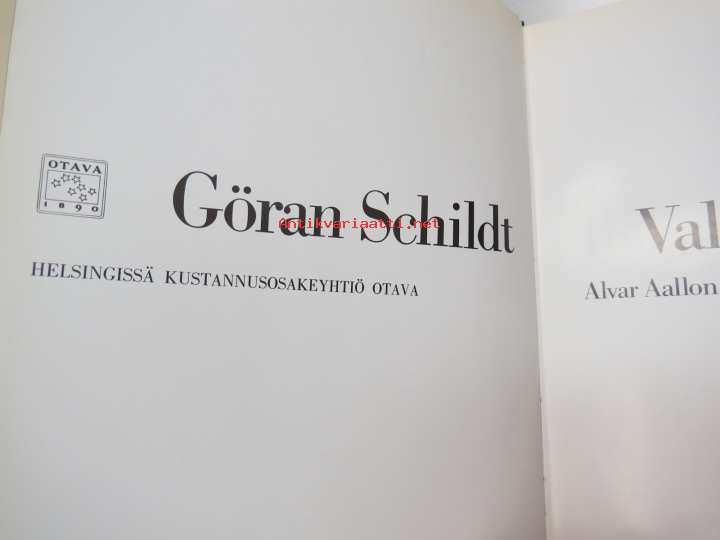 OTAVA
1890
Göran Schildt
Antikvariaatti.net
HELSINGISSÄ KUSTANNUSOSAKEYHTIÖ OTAVA
Val
Alvar Aallon